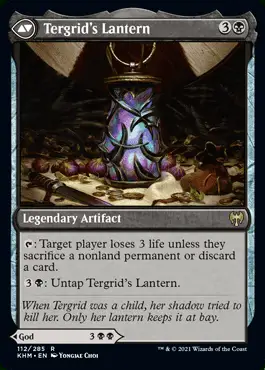 Tergrid's Lantern 3
Legendary Artifact
: Target player loses 3 life unless they
sacrifice a nonland permanent or discard
a card.
3 : Untap Tergrid's Lantern.
When Tergrid was a child, her shadow tried to
kill her. Only her lantern keeps it at bay.
God 3
112/285 R
KHM • EN Yongjae Choi
™ & © 2021 Wizards of the Coast